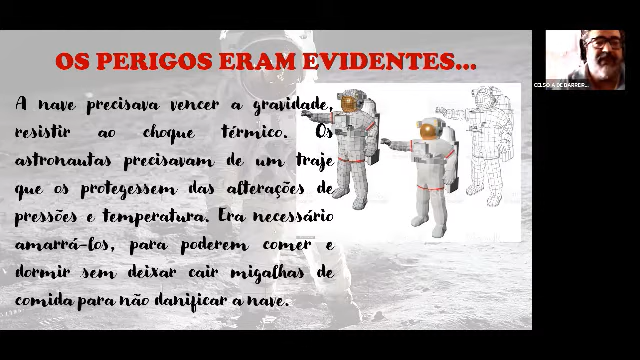 OS PERIGOS ERAM EVIDENTES...
A nave precisava vencer a gravidade,
resistir ao choque térmico. Os
astronautas precisavam de um traje
que os protegessem das alterações de
pressões e temperatura. Era necessário
amarrá-los, para poderem comer e
dormir sem deixar cair migalhas de
comida para não danificar a nave.